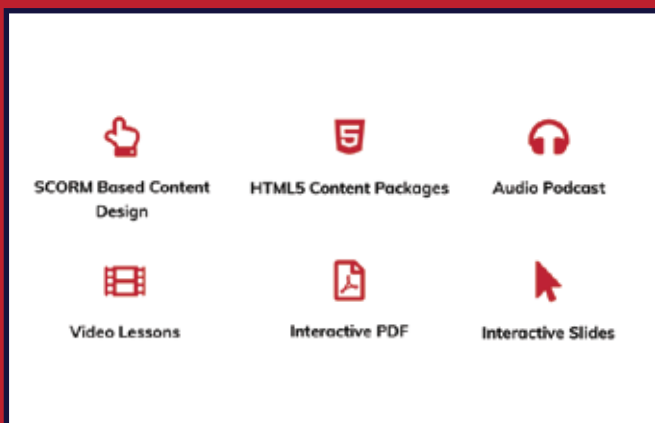 SCORM Based Content
Design
HTML5 Content Packages
Audio Podcast
Video Lessons
Interactive PDF
Interactive Slides